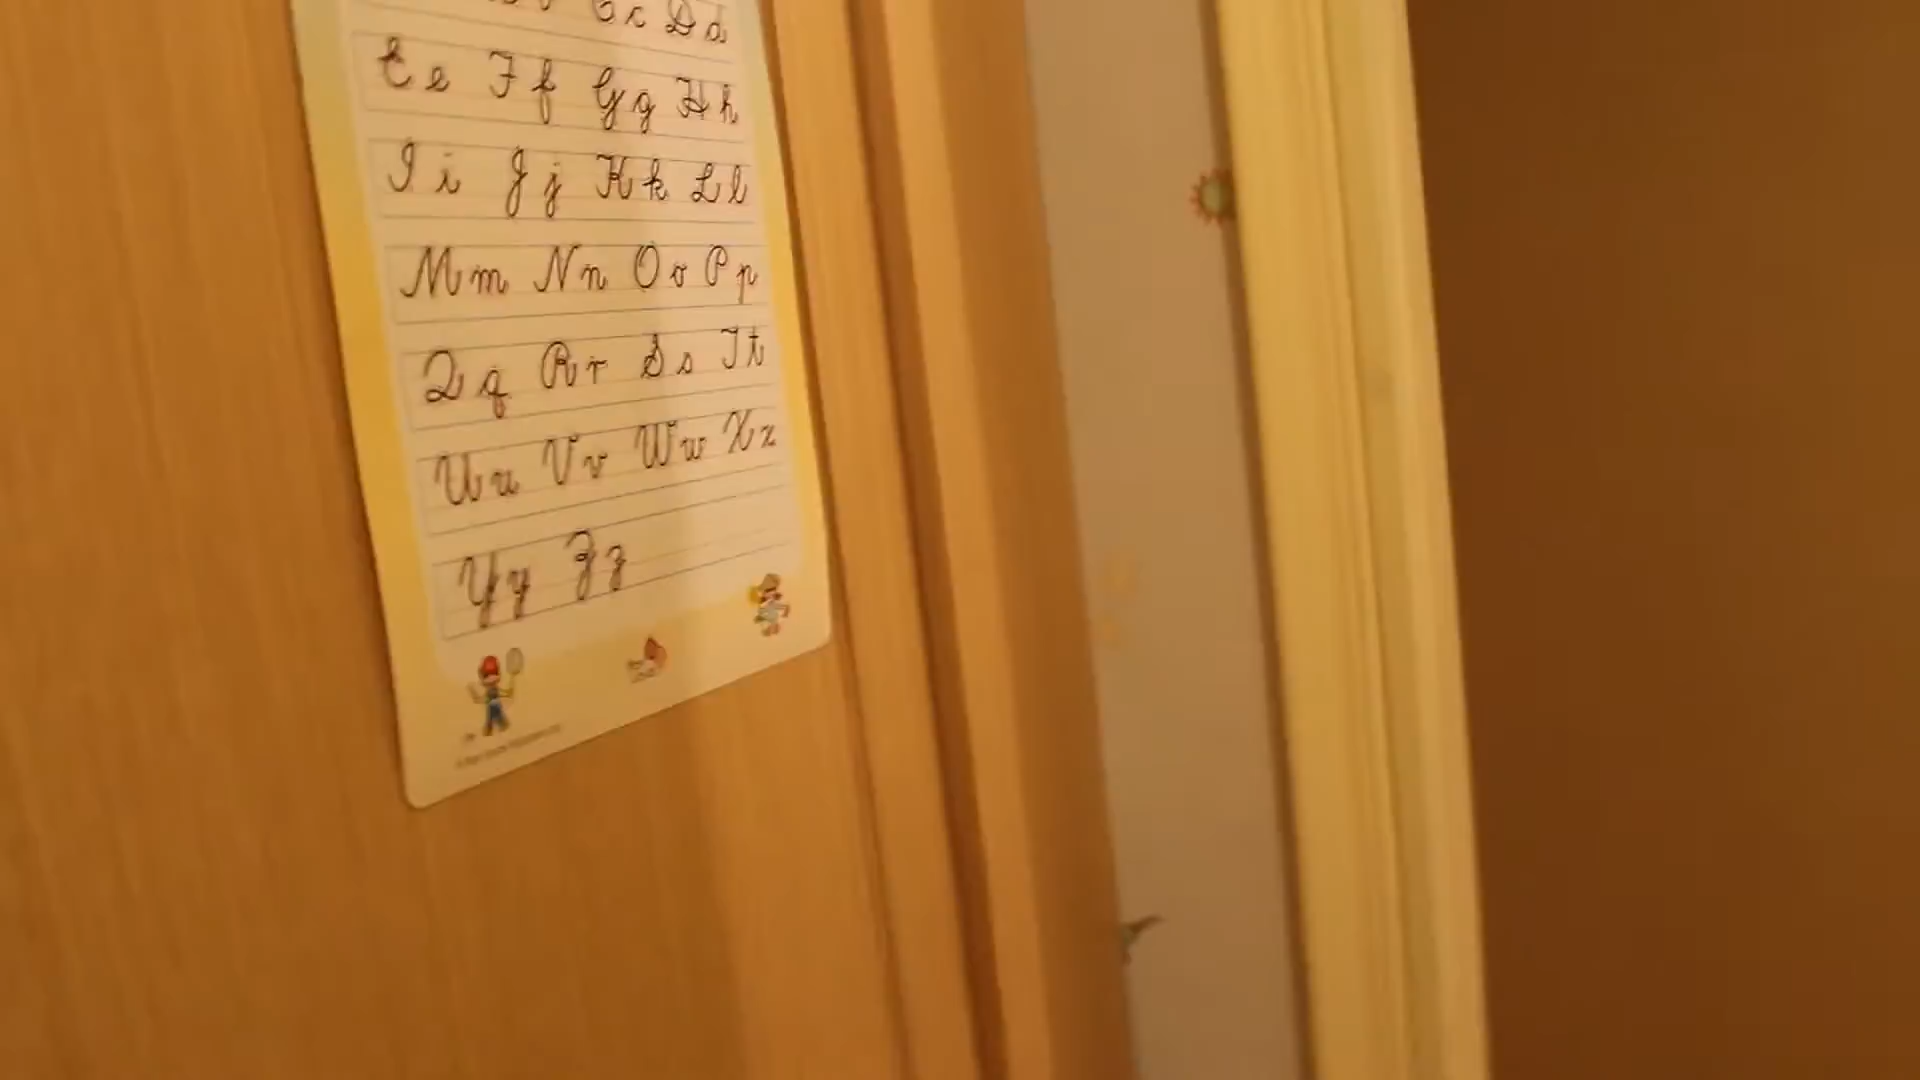 Cc Dd
Ee Ff Gg Hh
Ii Jj Kk Ll
Mm Nn Oo Pp
Qq Rr Ss Tt
Uu Vv Ww Xx
Yy Zz